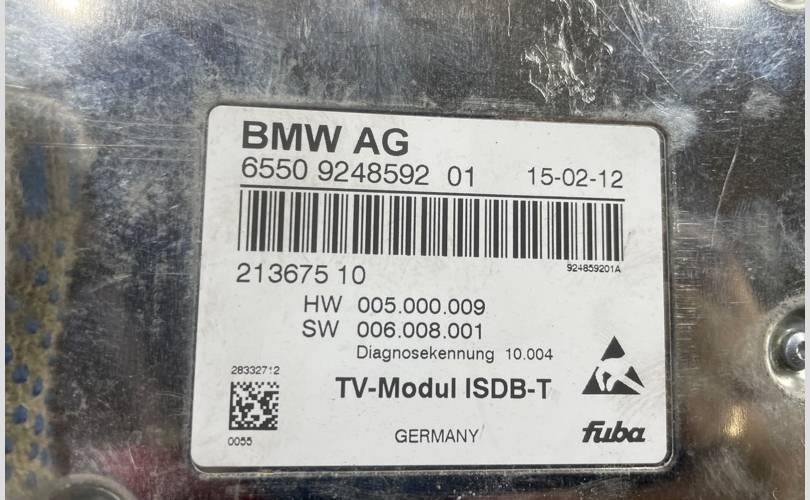 BMW AG
6550 9248592 01 15-02-12
924859201A
213675 10
HW 005.000.009
SW 006.008.001
Diagnosekennung 10.004
28332712
TV-Modul ISDB-T
0055
GERMANY
fuba